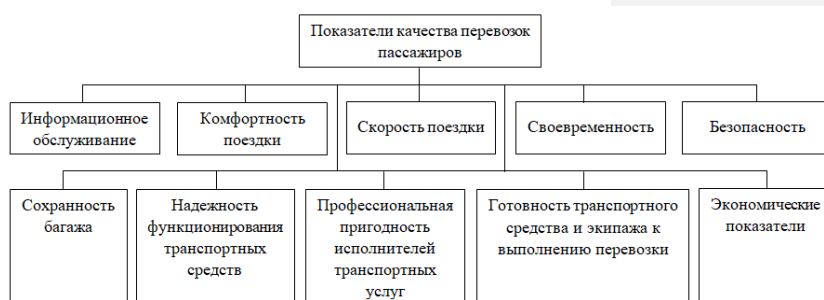 Показатели качества перевозок
пассажиров
Информационное
обслуживание
Комфортность
поездки
Скорость поездки
Своевременность
Безопасность
Сохранность
багажа
Надежность
функционирования
транспортных
средств
Профессиональная
пригодность
исполнителей
транспортных
услуг
Готовность транспортного
средства и экипажа к
выполнению перевозки
Экономические
показатели